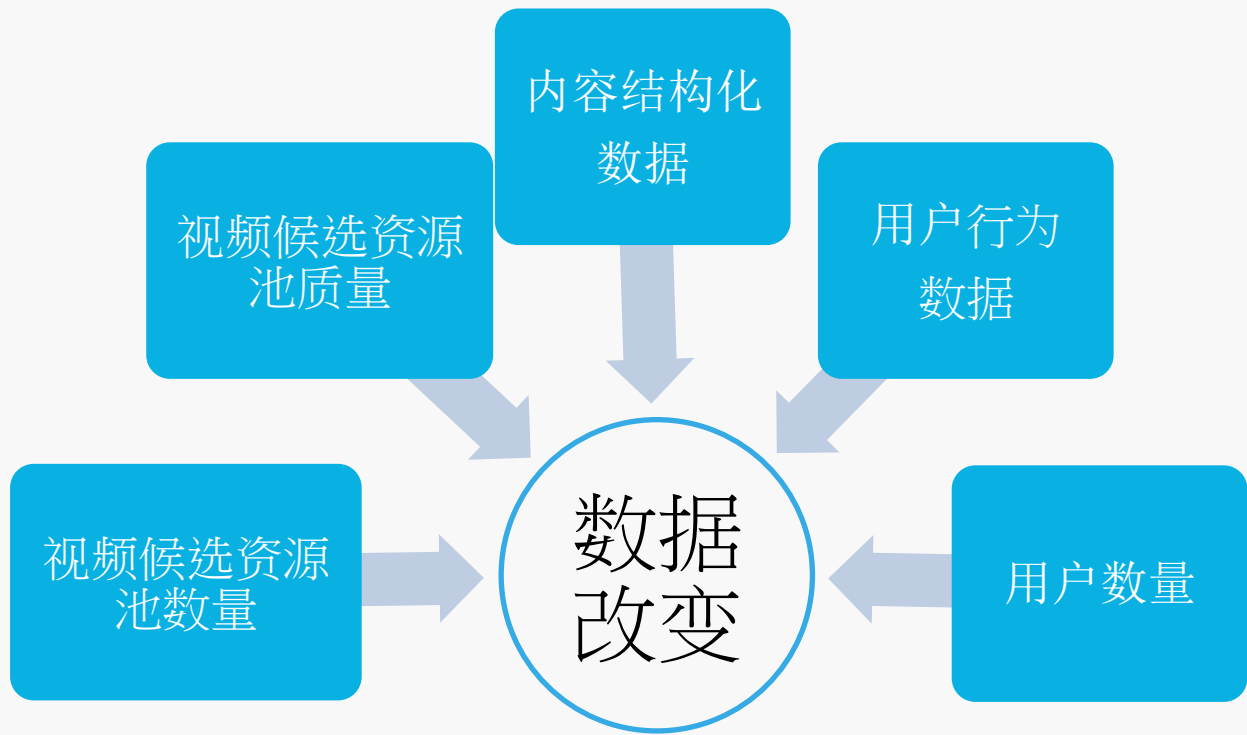 内容结构化
数据
视频候选资源
池质量
用户行为
数据
视频候选资源
池数量
数据
改变
用户数量